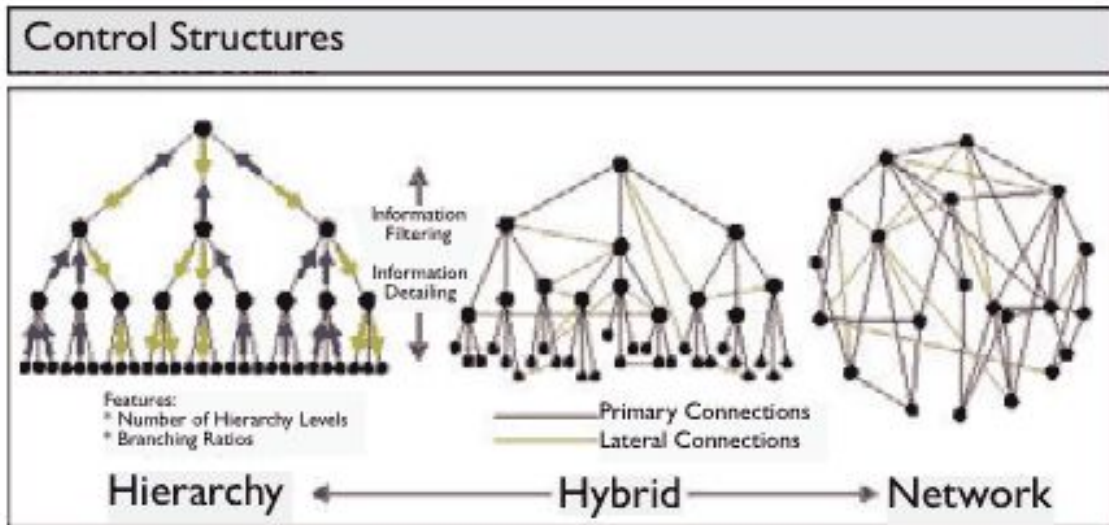 Control Structures
Information
Filtering
Information
Detailing
Features:
* Number of Hierarchy Levels
* Branching Ratios
Primary Connections
Lateral Connections
Hierarchy
Hybrid
Network